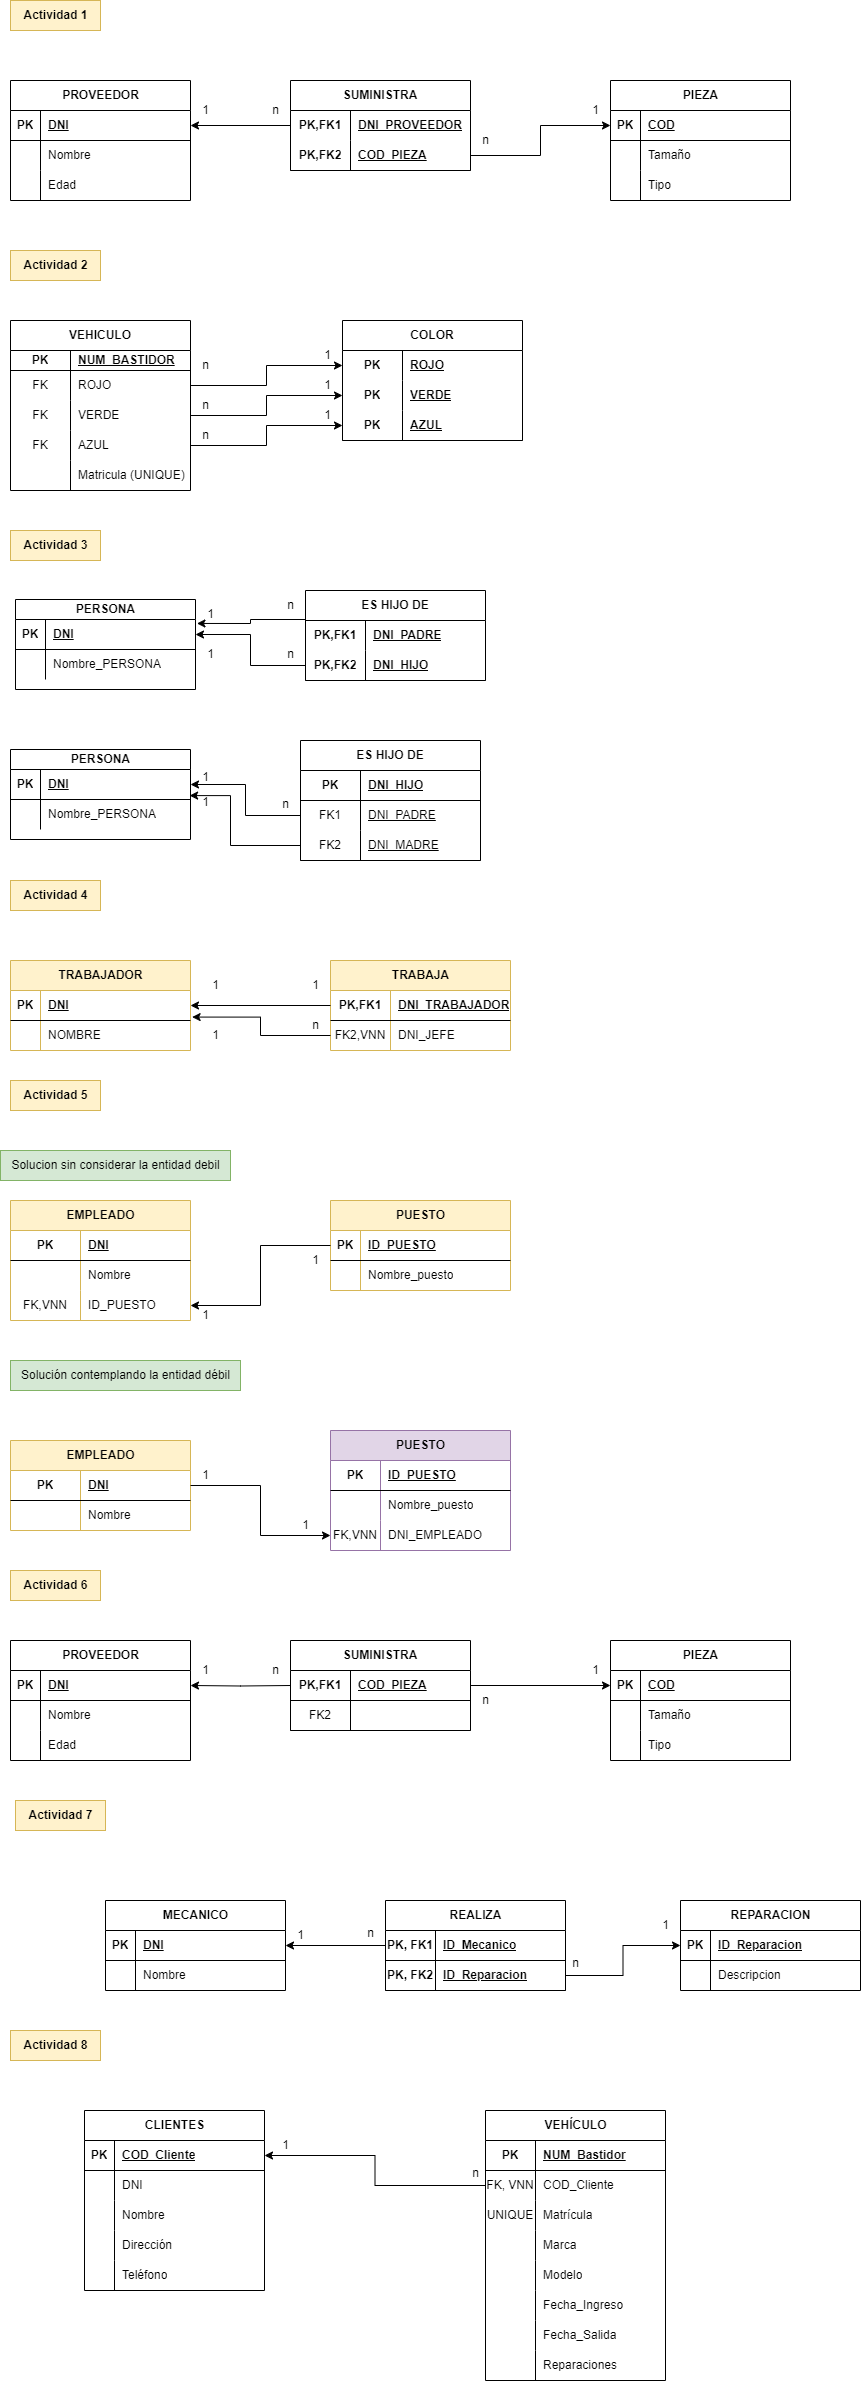 Actividad 1
PROVEEDOR
PK DNI
Nombre
Edad
1 n
SUMINISTRA
PK,FK1 DNI_PROVEEDOR
PK,FK2 COD_PIEZA
n 1
PIEZA
PK COD
Tamaño
Tipo
Actividad 2
VEHICULO
PK NUM_BASTIDOR
FK ROJO
FK VERDE
FK AZUL
Matricula (UNIQUE)
n 1
n 1
n 1
COLOR
PK ROJO
PK VERDE
PK AZUL
Actividad 3
PERSONA
PK DNI
Nombre_PERSONA
1 n
1 n
ES HIJO DE
PK,FK1 DNI_PADRE
PK,FK2 DNI_HIJO
PERSONA
PK DNI
Nombre_PERSONA
1
1 n
ES HIJO DE
PK DNI_HIJO
FK1 DNI_PADRE
FK2 DNI_MADRE
Actividad 4
TRABAJADOR
PK DNI
NOMBRE
1 1
1 n
TRABAJA
PK,FK1 DNI_TRABAJADOR
FK2,VNN DNI_JEFE
Actividad 5
Solucion sin considerar la entidad debil
EMPLEADO
PK DNI
Nombre
FK,VNN ID_PUESTO
1
1
PUESTO
PK ID_PUESTO
Nombre_puesto
Solución contemplando la entidad débil
EMPLEADO
PK DNI
Nombre
1
1
PUESTO
PK ID_PUESTO
Nombre_puesto
FK,VNN DNI_EMPLEADO
Actividad 6
PROVEEDOR
PK DNI
Nombre
Edad
1 n
SUMINISTRA
PK,FK1 COD_PIEZA
FK2
n 1
PIEZA
PK COD
Tamaño
Tipo
Actividad 7
MECANICO
PK DNI
Nombre
1 n
REALIZA
PK, FK1 ID_Mecanico
PK, FK2 ID_Reparacion
n 1
REPARACION
PK ID_Reparacion
Descripcion
Actividad 8
CLIENTES
PK COD_Cliente
DNI
Nombre
Dirección
Teléfono
1 n
VEHÍCULO
PK NUM_Bastidor
FK, VNN COD_Cliente
UNIQUE Matrícula
Marca
Modelo
Fecha_Ingreso
Fecha_Salida
Reparaciones